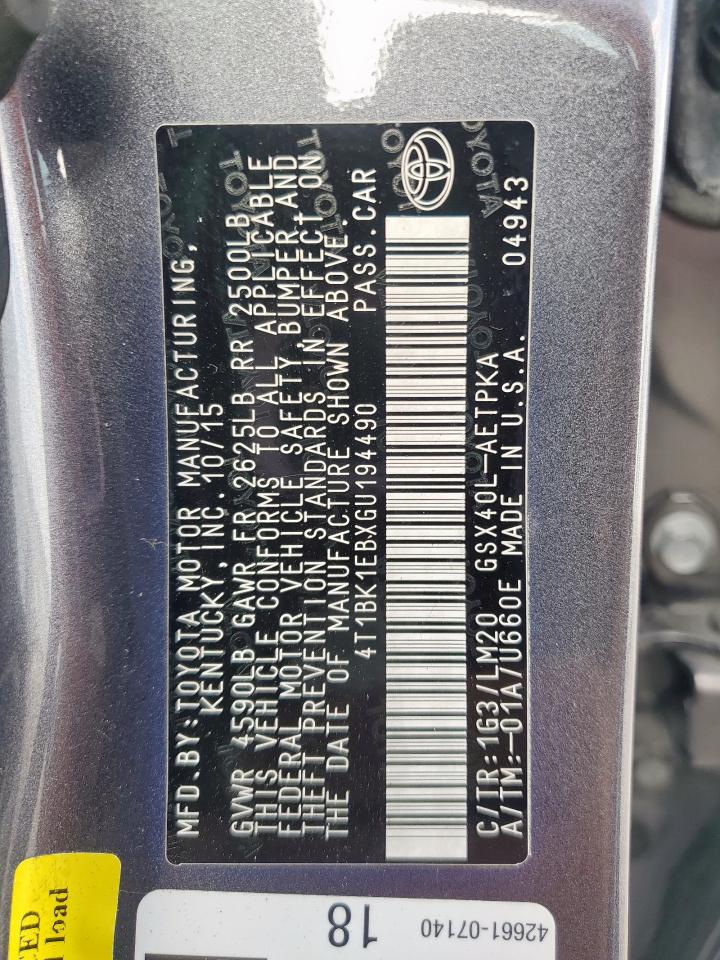 MFD.BY:TOYOTA MOTOR MANUFACTURING,
KENTUCKY, INC. 10/15
GVWR 4590LB GAWR FR 2625LB RR 2500LB
THIS VEHICLE CONFORMS TO ALL APPLICABLE
FEDERAL MOTOR VEHICLE SAFETY, BUMPER AND
THEFT PREVENTION STANDARDS IN EFFECT ON
THE DATE OF MANUFACTURE SHOWN ABOVE.
4T1BK1EBXGU194490 PASS.CAR
C/TR:1G3/LM20 GSX40L-AETPKA
A/TM:-01A/U660E MADE IN U.S.A. 04943
TOYOTA
18
42661-07140
load